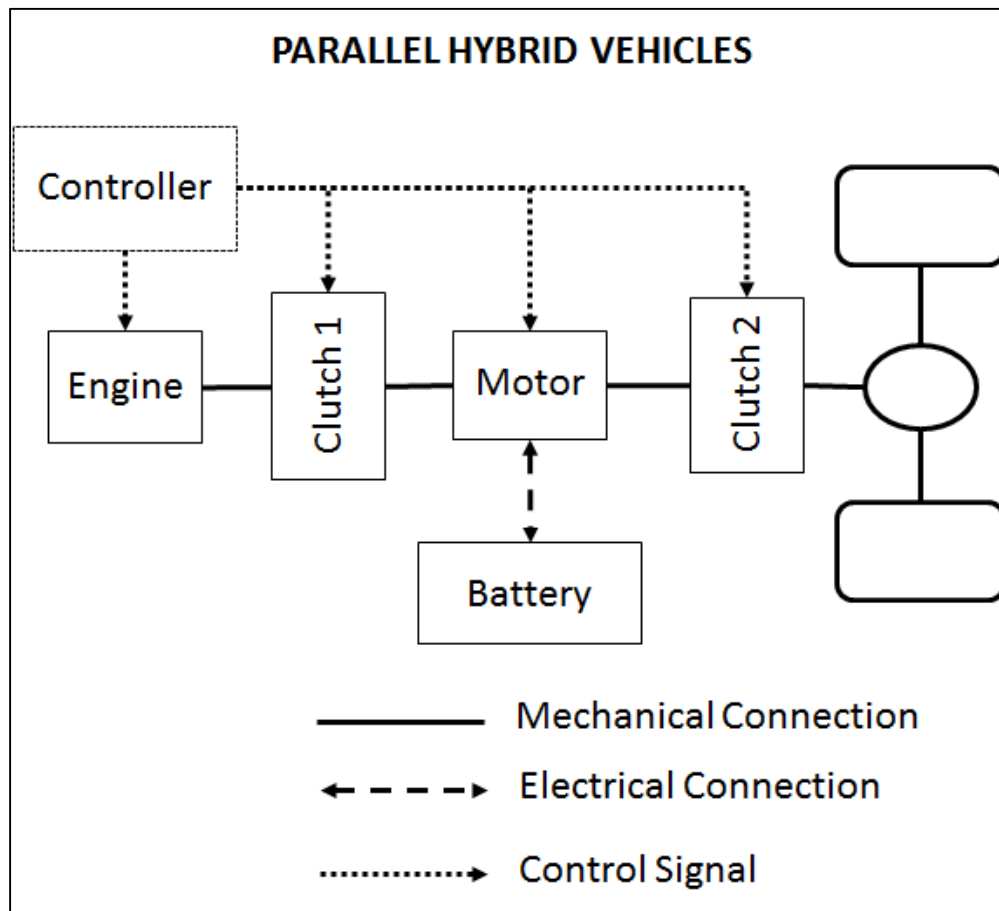 PARALLEL HYBRID VEHICLES
Controller
Engine
Clutch 1
Motor
Clutch 2
Battery
Mechanical Connection
Electrical Connection
Control Signal